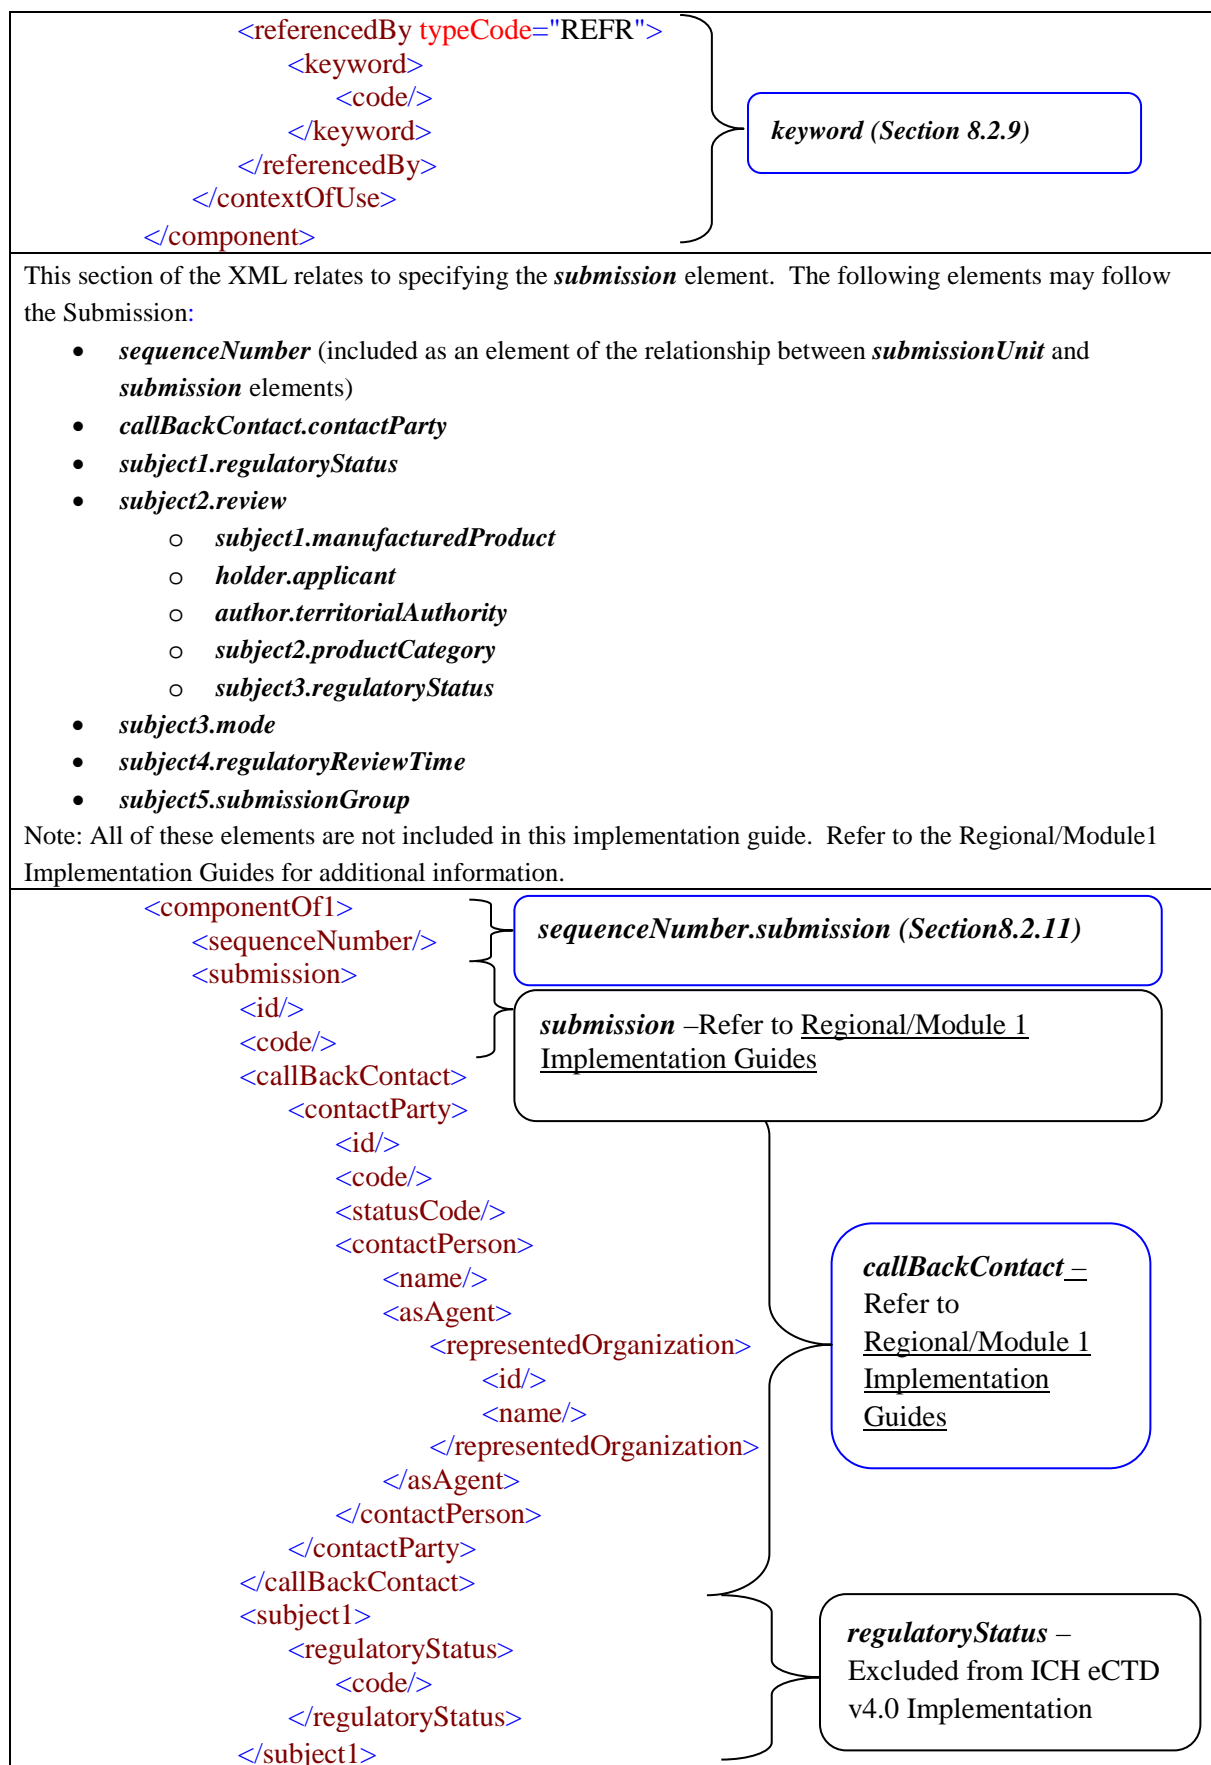 <referencedBy typeCode="REFR">
<keyword>
<code/>
</keyword>
</referencedBy>
</contextOfUse>
</component>
keyword (Section 8.2.9)
This section of the XML relates to specifying the submission element. The following elements may follow
the Submission:
• sequenceNumber (included as an element of the relationship between submissionUnit and
submission elements)
• callBackContact.contactParty
• subject1.regulatoryStatus
• subject2.review
o subject1.manufacturedProduct
o holder.applicant
o author.territorialAuthority
o subject2.productCategory
o subject3.regulatoryStatus
• subject3.mode
• subject4.regulatoryReviewTime
• subject5.submissionGroup
Note: All of these elements are not included in this implementation guide. Refer to the Regional/Module1
Implementation Guides for additional information.
<componentOf1>
<sequenceNumber/>
<submission>
<id/>
<code/>
<callBackContact>
<contactParty>
<id/>
<code/>
<statusCode/>
<contactPerson>
<name/>
<asAgent>
<representedOrganization>
<id/>
<name/>
</representedOrganization>
</asAgent>
</contactPerson>
</contactParty>
</callBackContact>
<subject1>
<regulatoryStatus>
<code/>
</regulatoryStatus>
</subject1>
sequenceNumber.submission (Section8.2.11)
submission –Refer to Regional/Module 1
Implementation Guides
callBackContact –
Refer to
Regional/Module 1
Implementation
Guides
regulatoryStatus –
Excluded from ICH eCTD
v4.0 Implementation